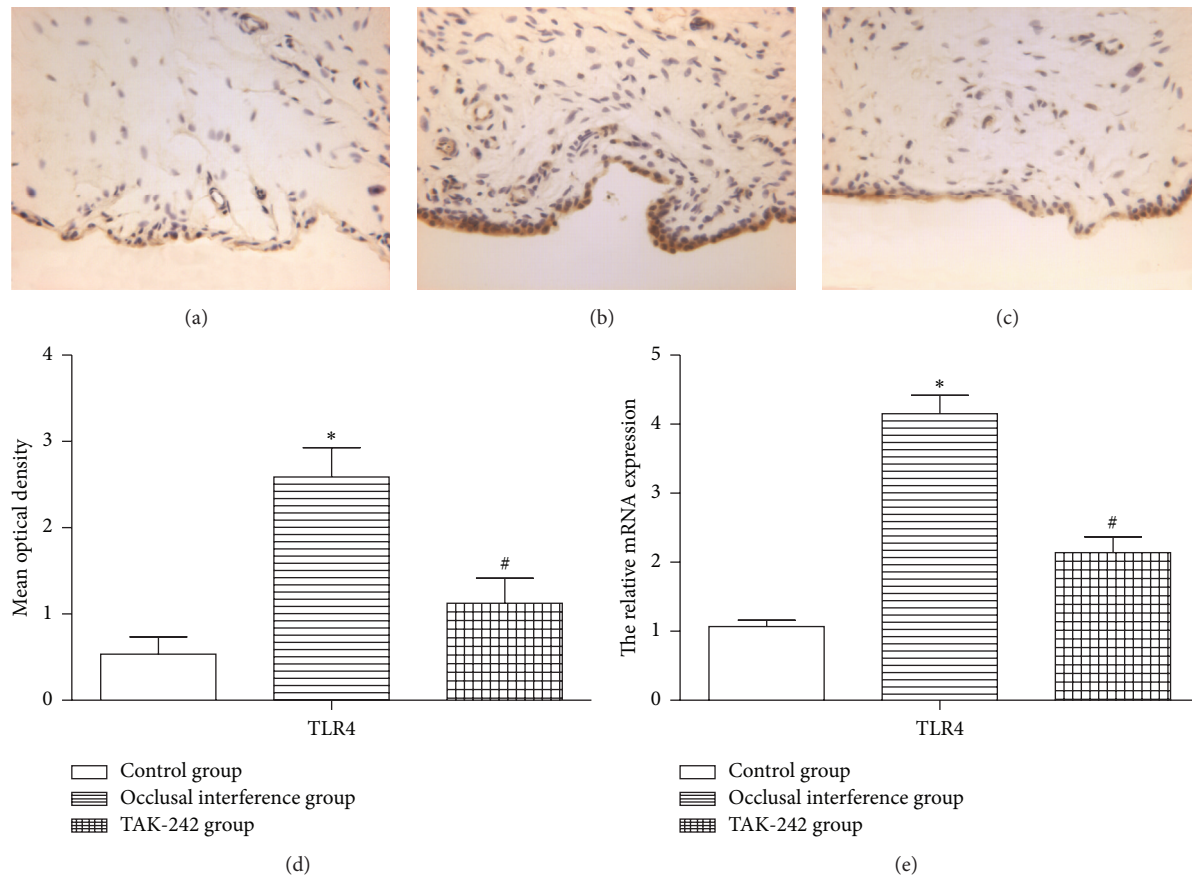 (a)
(b)
(c)
Mean optical density
4
3
2
1
0
*
#
TLR4
Control group
Occlusal interference group
TAK-242 group
(d)
The relative mRNA expression
5
4
3
2
1
0
*
#
TLR4
Control group
Occlusal interference group
TAK-242 group
(e)